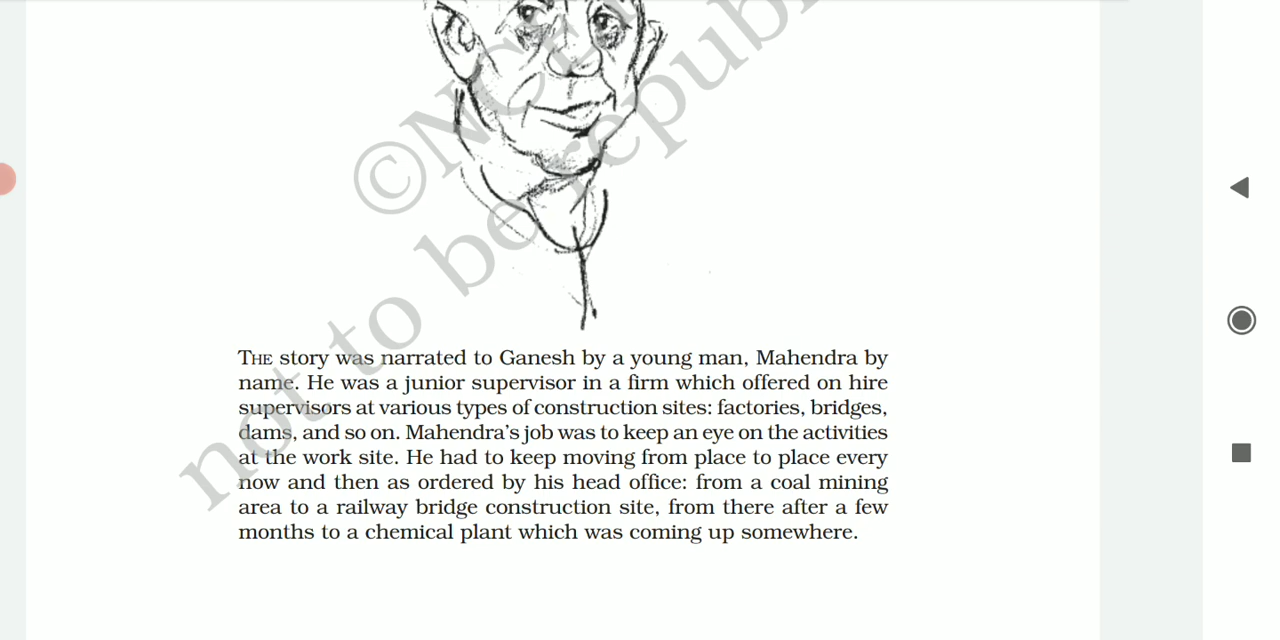 ©NCE
not to be republi
THE story was narrated to Ganesh by a young man, Mahendra by
name. He was a junior supervisor in a firm which offered on hire
supervisors at various types of construction sites: factories, bridges,
dams, and so on. Mahendra's job was to keep an eye on the activities
at the work site. He had to keep moving from place to place every
now and then as ordered by his head office: from a coal mining
area to a railway bridge construction site, from there after a few
months to a chemical plant which was coming up somewhere.